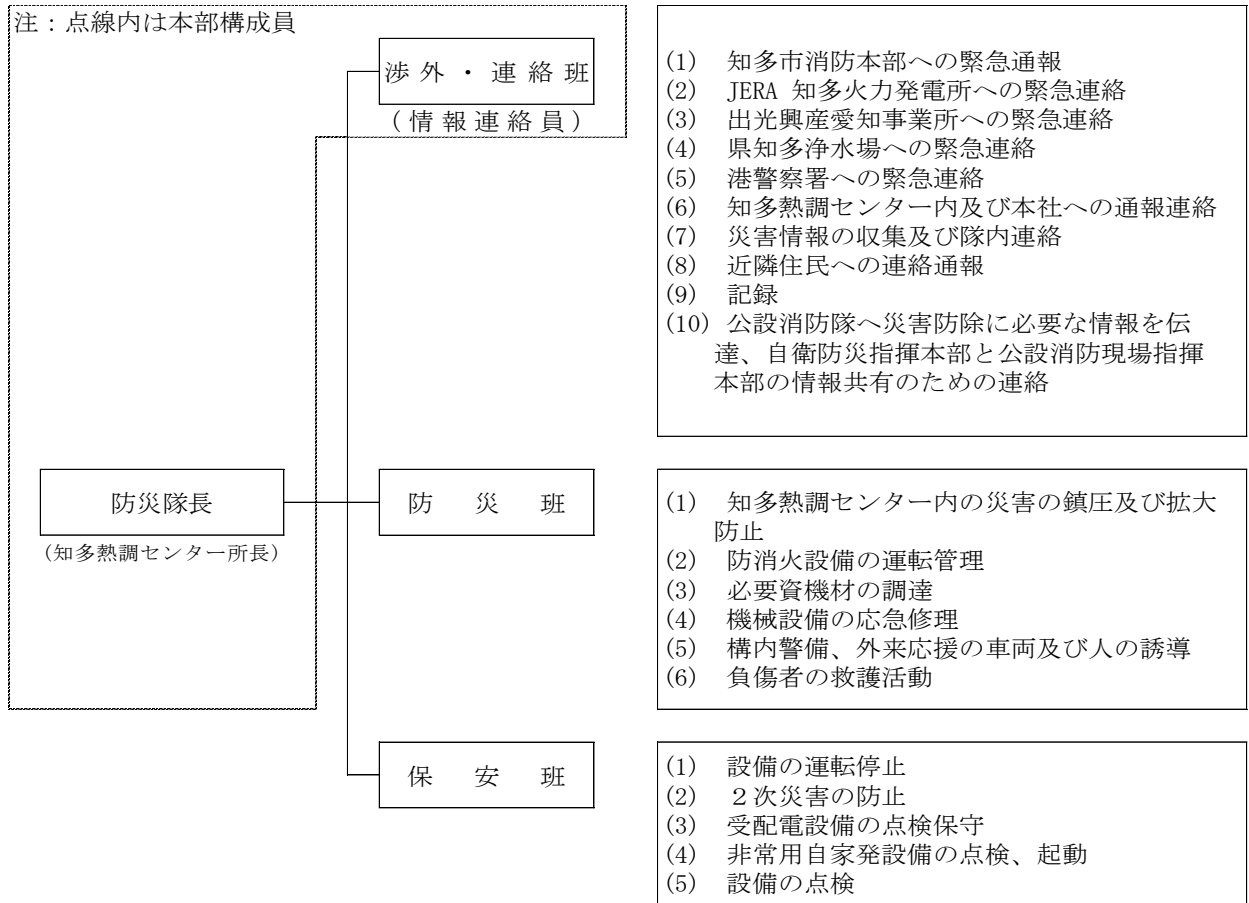 注：点線内は本部構成員
渉外・連絡班
（情報連絡員）
(1) 知多市消防本部への緊急通報
(2) JERA 知多火力発電所への緊急連絡
(3) 出光興産愛知事業所への緊急連絡
(4) 県知多浄水場への緊急連絡
(5) 港警察署への緊急連絡
(6) 知多熱調センター内及び本社への通報連絡
(7) 災害情報の収集及び隊内連絡
(8) 近隣住民への連絡通報
(9) 記録
(10) 公設消防隊へ災害防除に必要な情報を伝
達、自衛防災指揮本部と公設消防現場指揮
本部の情報共有のための連絡
防災隊長
（知多熱調センター所長）
防災班
(1) 知多熱調センター内の災害の鎮圧及び拡大
防止
(2) 防消火設備の運転管理
(3) 必要資機材の調達
(4) 機械設備の応急修理
(5) 構内警備、外来応援の車両及び人の誘導
(6) 負傷者の救護活動
保安班
(1) 設備の運転停止
(2) ２次災害の防止
(3) 受配電設備の点検保守
(4) 非常用自家発設備の点検、起動
(5) 設備の点検